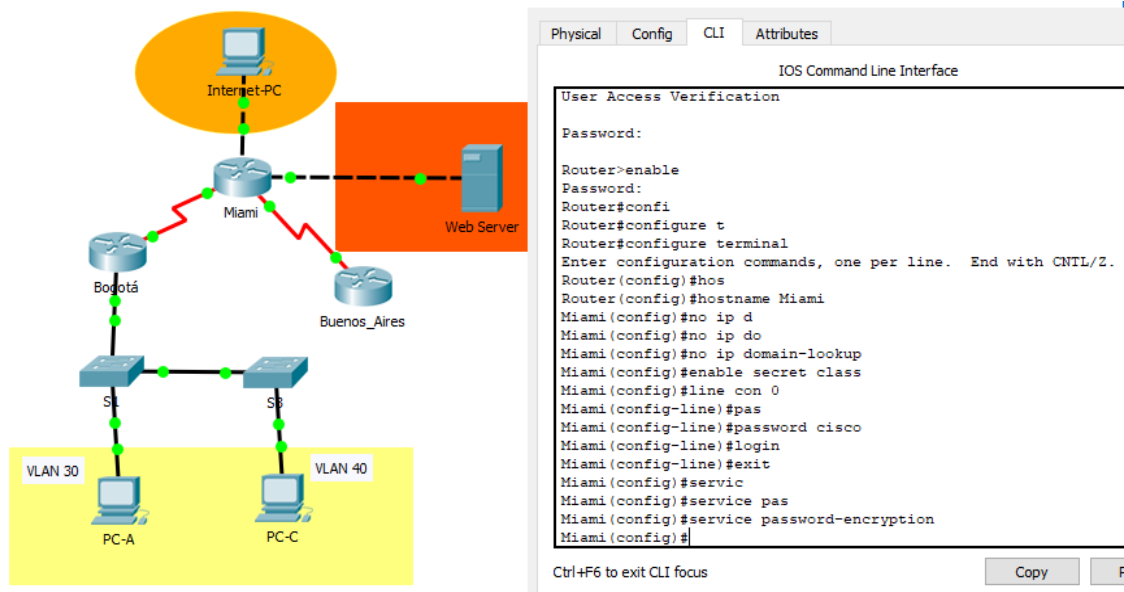 Internet-PC
Miami
Web Server
Bogotá
Buenos_Aires
S1
S3
VLAN 30
VLAN 40
PC-A
PC-C
Physical Config CLI Attributes
IOS Command Line Interface
User Access Verification
Password:
Router>enable
Password:
Router#confi
Router#configure t
Router#configure terminal
Enter configuration commands, one per line.  End with CNTL/Z.
Router(config)#hos
Router(config)#hostname Miami
Miami(config)#no ip d
Miami(config)#no ip do
Miami(config)#no ip domain-lookup
Miami(config)#enable secret class
Miami(config)#line con 0
Miami(config-line)#pas
Miami(config-line)#password cisco
Miami(config-line)#login
Miami(config-line)#exit
Miami(config)#servic
Miami(config)#service pas
Miami(config)#service password-encryption
Miami(config)#
Ctrl+F6 to exit CLI focus
Copy